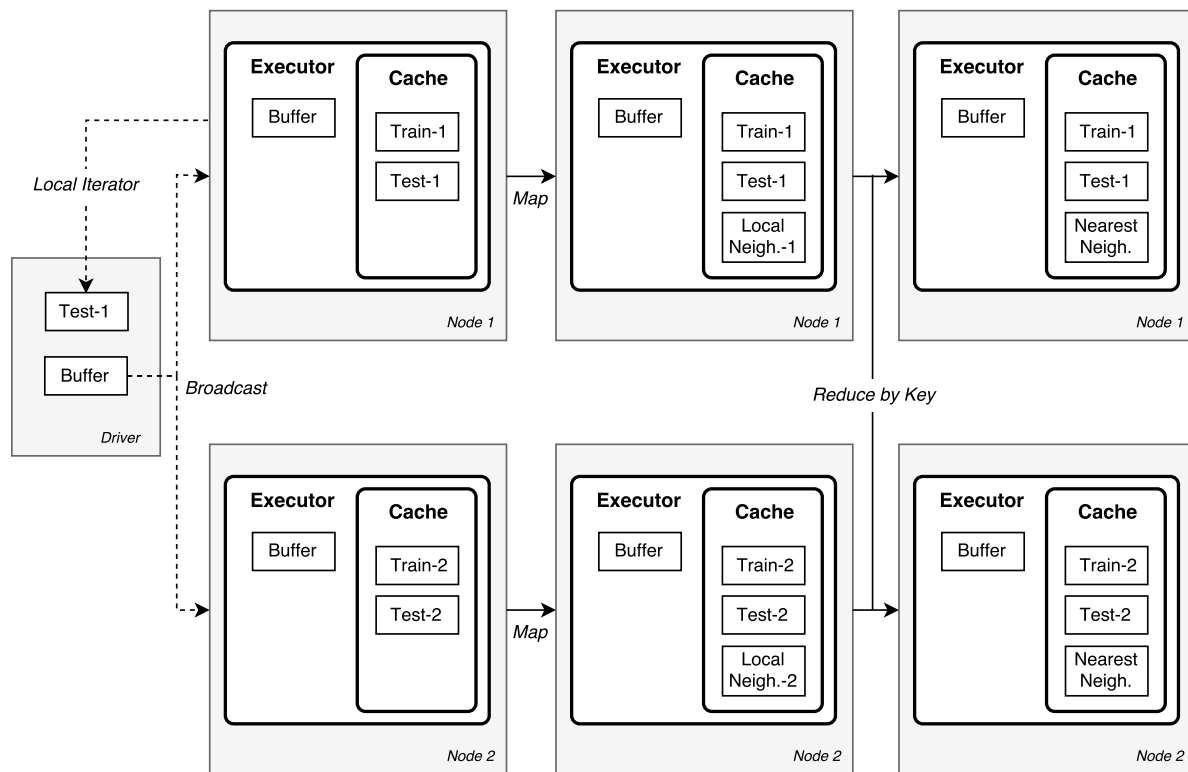 Executor
Cache
Buffer
Train-1
Test-1
Node 1
Map
Executor
Cache
Buffer
Train-1
Test-1
Local
Neigh.-1
Node 1
Executor
Cache
Buffer
Train-1
Test-1
Nearest
Neigh.
Node 1
Local Iterator
Test-1
Buffer
Driver
Broadcast
Reduce by Key
Executor
Cache
Buffer
Train-2
Test-2
Node 2
Map
Executor
Cache
Buffer
Train-2
Test-2
Local
Neigh.-2
Node 2
Executor
Cache
Buffer
Train-2
Test-2
Nearest
Neigh.
Node 2